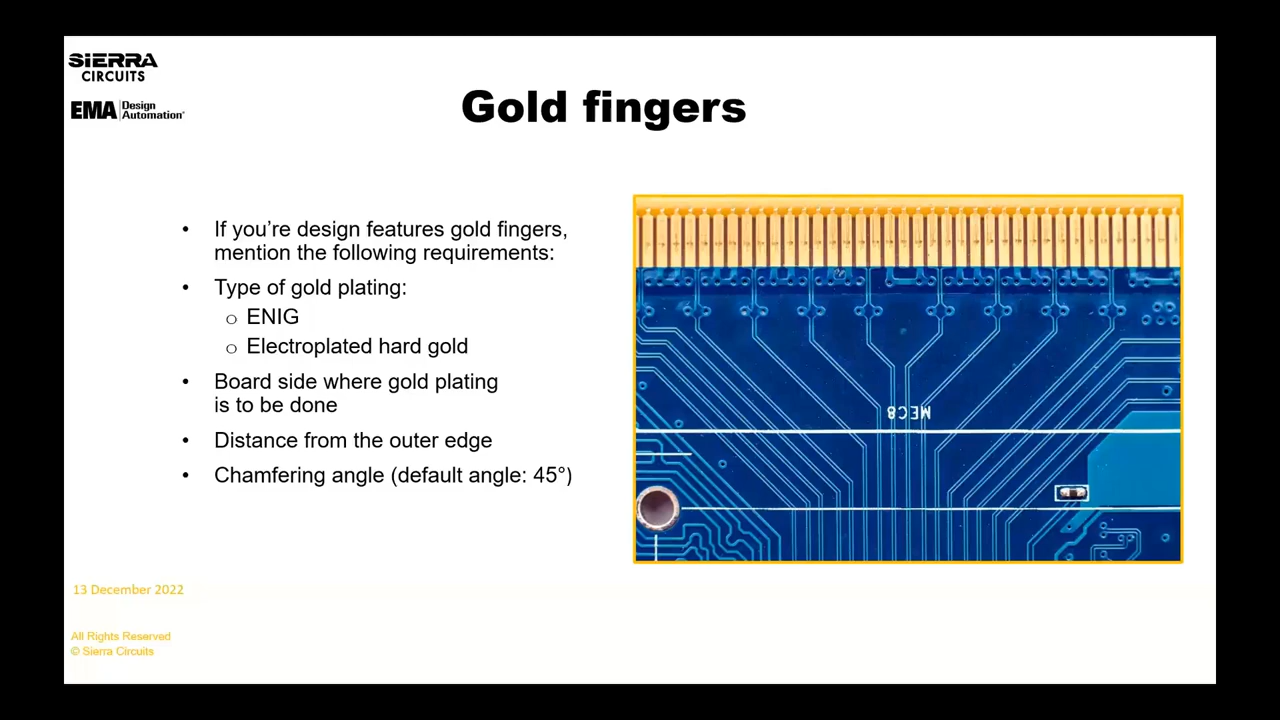 SIERRA
CIRCUITS
EMA Design
Automation®
Gold fingers
• If you’re design features gold fingers,
mention the following requirements:
• Type of gold plating:
o ENIG
o Electroplated hard gold
• Board side where gold plating
is to be done
• Distance from the outer edge
• Chamfering angle (default angle: 45°)
MEC8
13 December 2022
All Rights Reserved
© Sierra Circuits